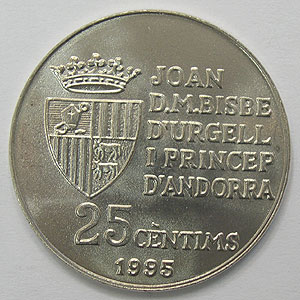 JOAN
D.M.BISBE
D'URGELL
I PRINCEP
D'ANDORRA
25 CÈNTIMS
1995